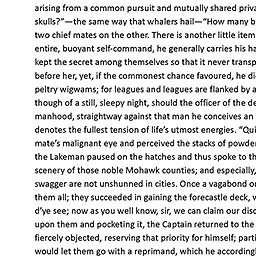 arising from a common pursuit and mutually shared priva
skulls?”—the same way that whalers hail—“How many b
two chief mates on the other. There is another little item
entire, buoyant self-command, he generally carries his ha
kept the secret among themselves so that it never transp
before her, yet, if the commonest chance favoured, he di
peltry wigwams; for leagues and leagues are flanked by a
though of a still, sleepy night, should the officer of the de
manhood, straightway against that man he conceives an
denotes the fullest tension of life’s utmost energies. “Qui
mate’s malignant eye and perceived the stacks of powder
the Lakeman paused on the hatches and thus spoke to th
scenery of those noble Mohawk counties; and especially,
swagger are not unshunned in cities. Once a vagabond o
them all; they succeeded in gaining the forecastle deck, w
d’ye see; now as you well know, sir, we can claim our disc
upon them and pocketing it, the Captain returned to the
fiercely objected, reserving that priority for himself; parti
would let them go with a reprimand, which he accordingl